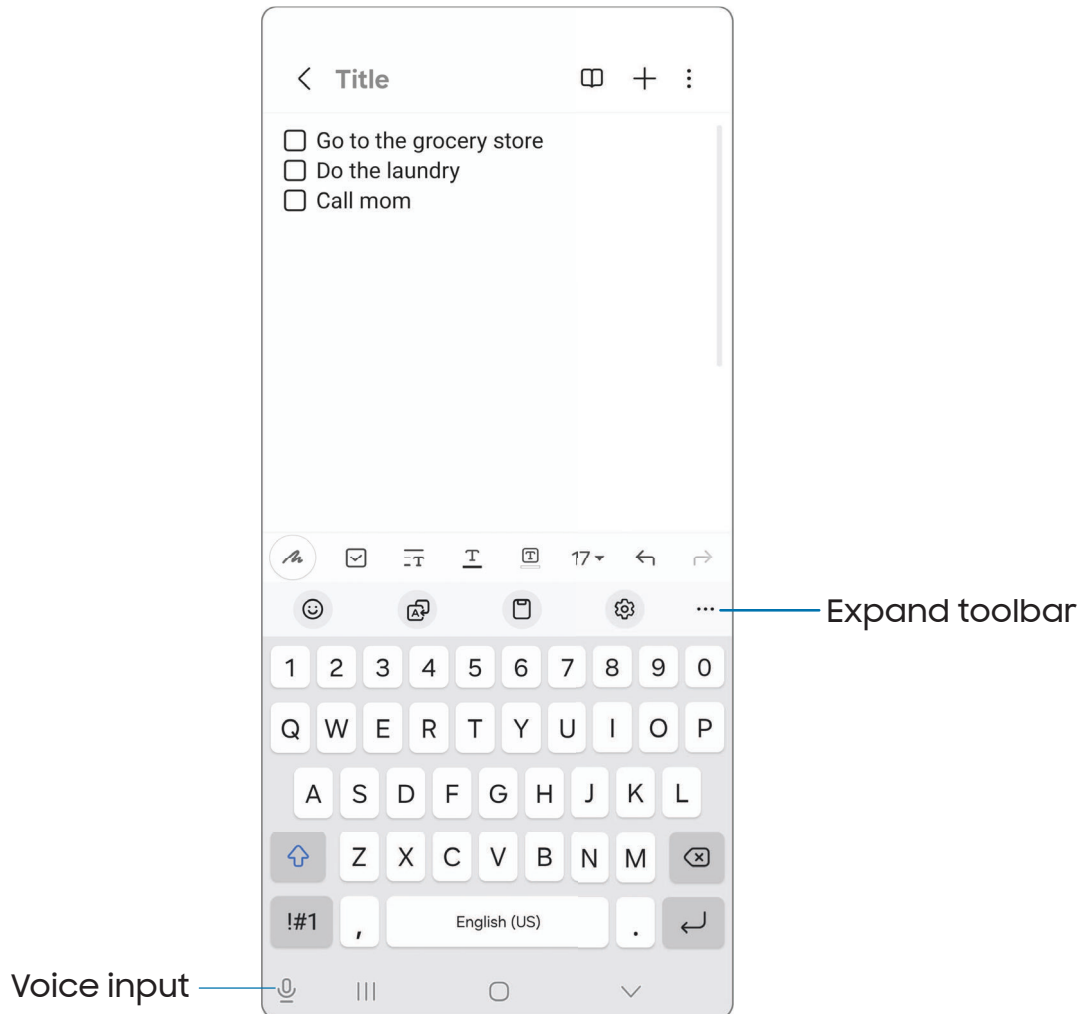 Title
Go to the grocery store
Do the laundry
Call mom
T T T 17
A
Expand toolbar
1 2 3 4 5 6 7 8 9 0
Q W E R T Y U I O P
A S D F G H J K L
Z X C V B N M
!#1 , English (US) .
Voice input